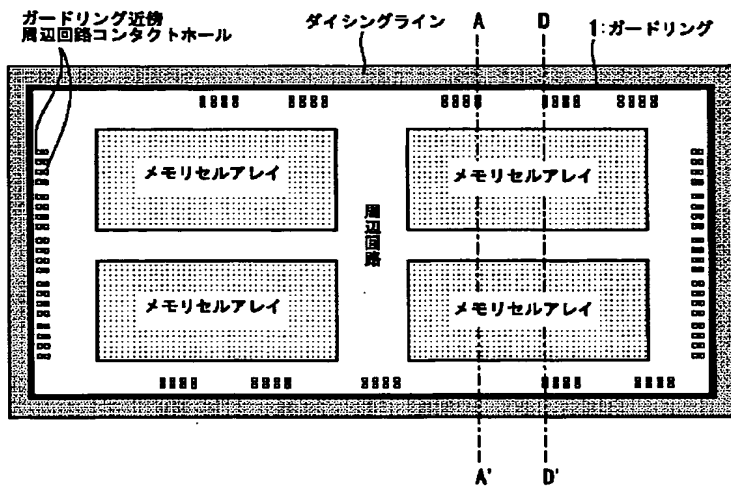 ガードリング近傍
周辺回路コンタクトホール
ダイシングライン
A
D
1:ガードリング
メモリセルアレイ
メモリセルアレイ
周辺回路
メモリセルアレイ
メモリセルアレイ
A'
D'